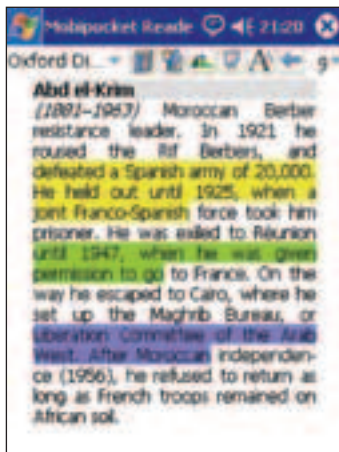 Mobipocket Reade 21:20
Oxford Di...
Abd el-Krim
(1881–1963) Moroccan Berber
resistance leader. In 1921 he
roused the Rif Berbers, and
defeated a Spanish army of 20,000.
He held out until 1925, when a
joint Franco-Spanish force took him
prisoner. He was exiled to Réunion
until 1947, when he was given
permission to go to France. On the
way he escaped to Cairo, where he
set up the Maghrib Bureau, or
Liberation Committee of the Arab
West. After Moroccan independen-
ce (1956), he refused to return as
long as French troops remained on
African soil.